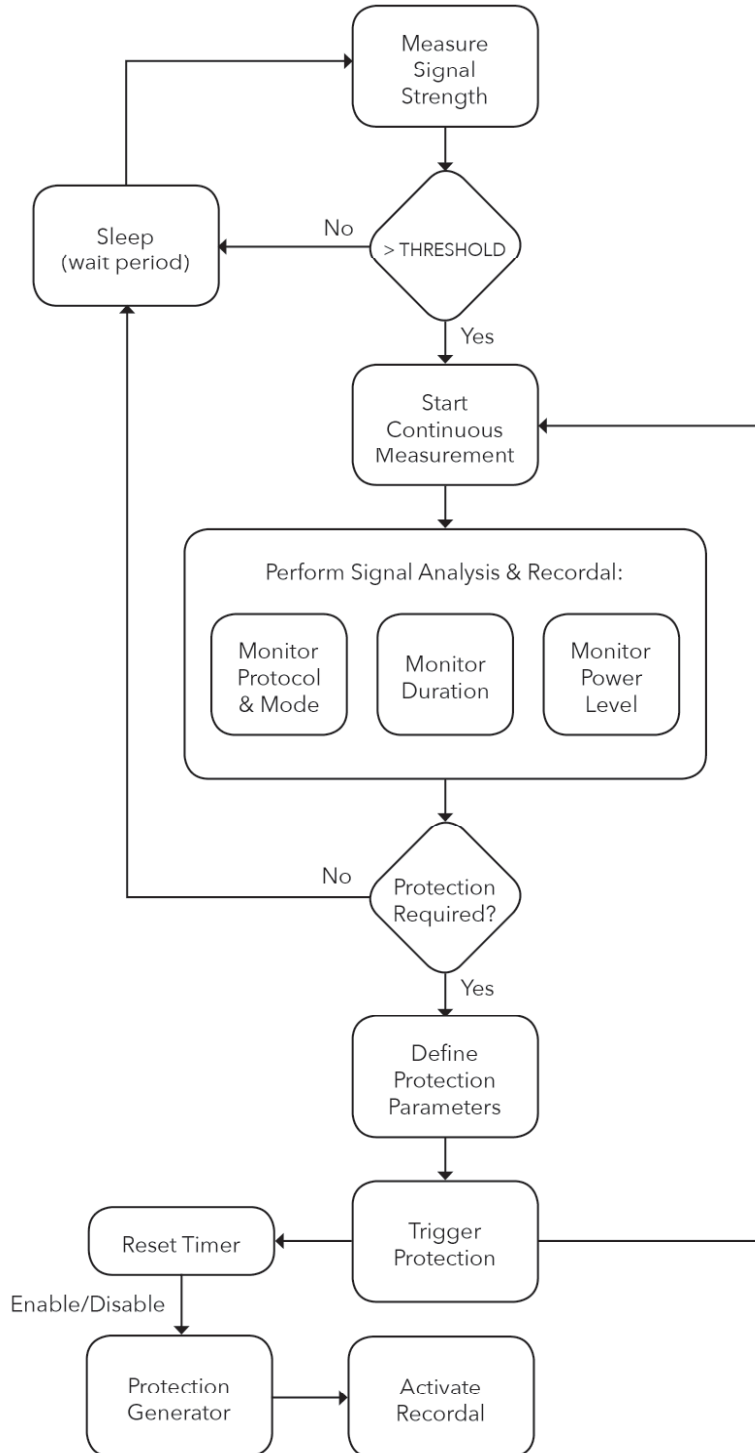 Measure
Signal
Strength
Sleep
(wait period)
No
> THRESHOLD
Yes
Start
Continuous
Measurement
Perform Signal Analysis & Recordal:
Monitor
Protocol
& Mode
Monitor
Duration
Monitor
Power
Level
No
Protection
Required?
Yes
Define
Protection
Parameters
Reset Timer
Trigger
Protection
Enable/Disable
Protection
Generator
Activate
Recordal